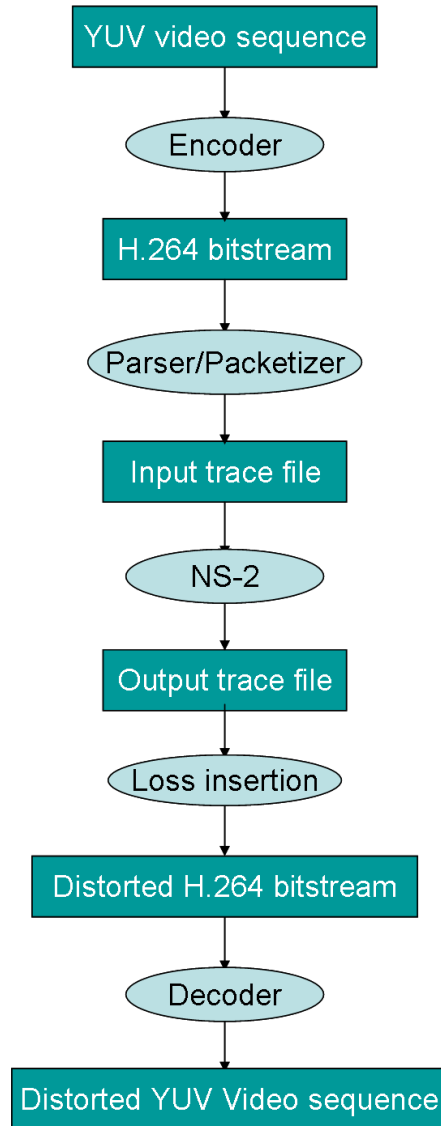 YUV video sequence
Encoder
H.264 bitstream
Parser/Packetizer
Input trace file
NS-2
Output trace file
Loss insertion
Distorted H.264 bitstream
Decoder
Distorted YUV Video sequence